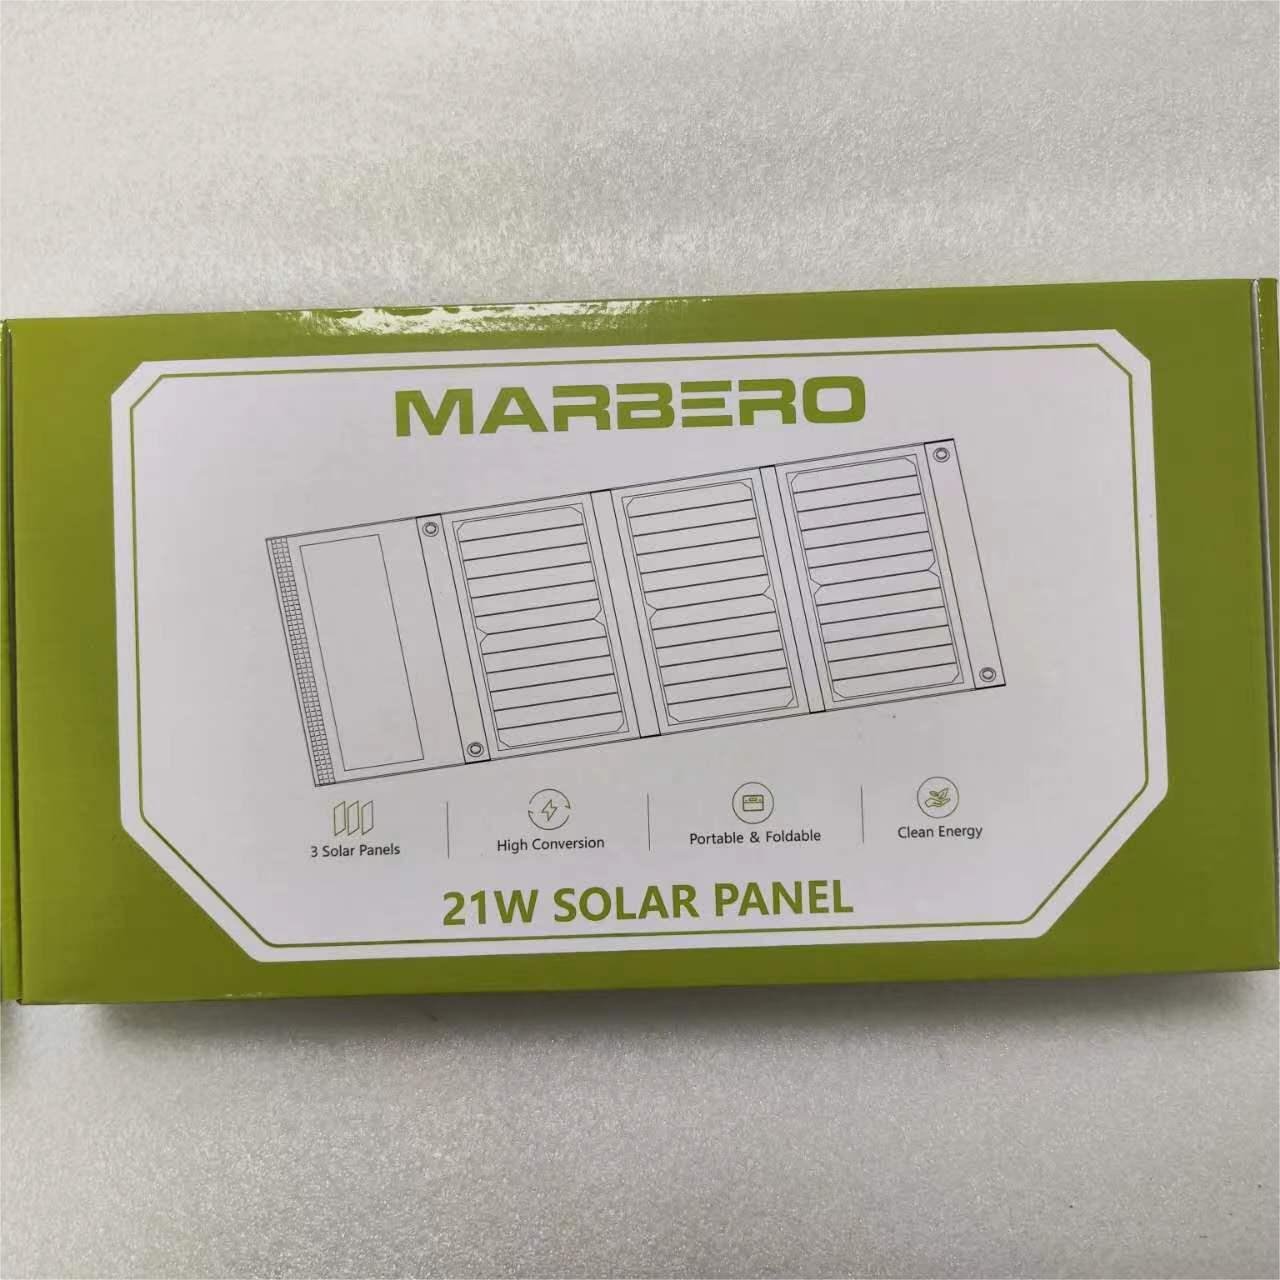 MARBERO
3 Solar Panels
High Conversion
Portable & Foldable
Clean Energy
21W SOLAR PANEL